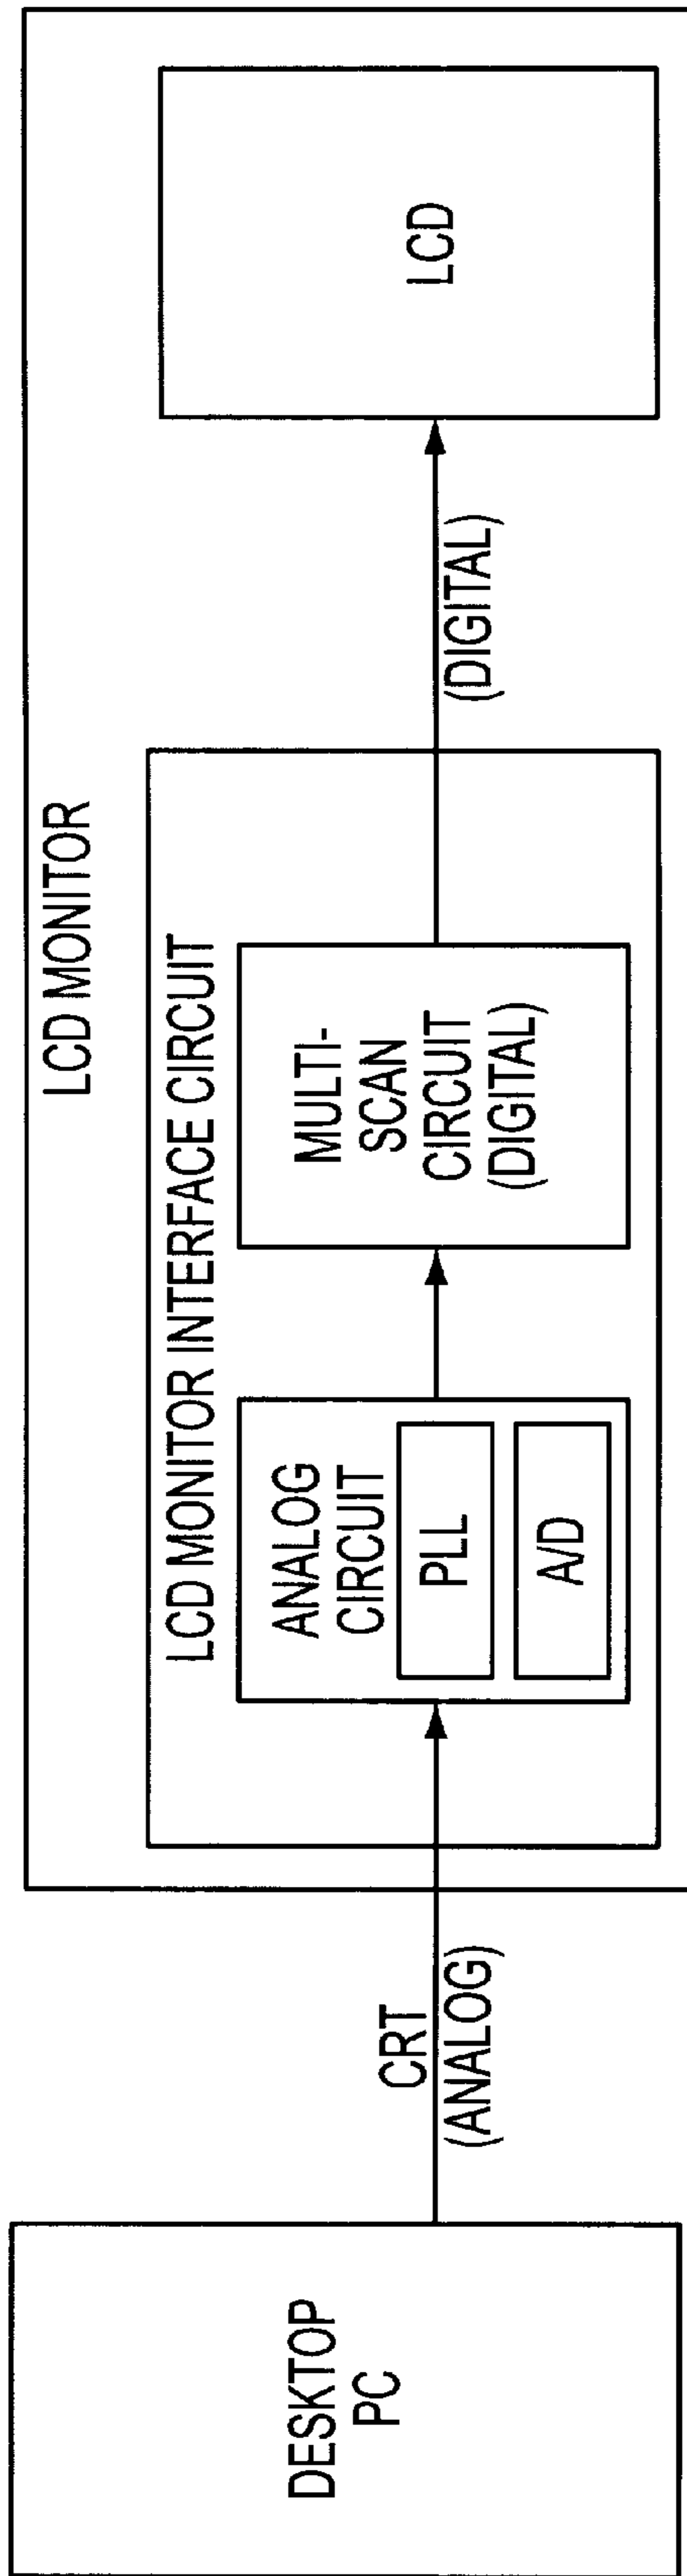 DESKTOP
PC
CRT
(ANALOG)
LCD MONITOR
LCD MONITOR INTERFACE CIRCUIT
ANALOG
CIRCUIT
PLL
A/D
MULTI-
SCAN
CIRCUIT
(DIGITAL)
(DIGITAL)
LCD